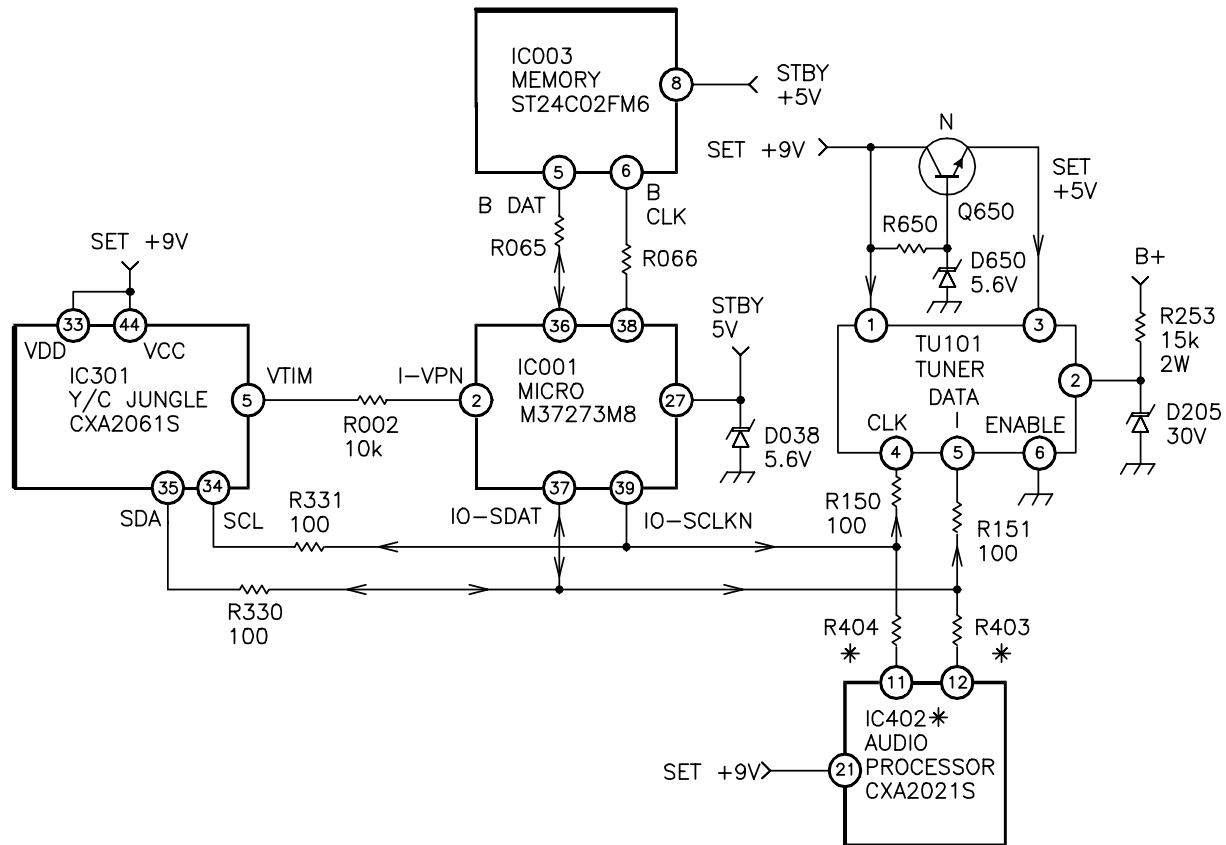 IC003
MEMORY
ST24C02FM6
8
STBY
+5V
5
6
B DAT
B
CLK
R065
R066
SET +9V
N
Q650
SET
+5V
R650
D650
5.6V
B+
R253
15k
2W
D205
30V
SET +9V
33
44
VDD
VCC
IC301
Y/C JUNGLE
CXA2061S
5
VTIM
35
34
SDA
SCL
R002
10k
I-VPN
36
38
IC001
MICRO
M37273M8
2
27
37
39
STBY
5V
D038
5.6V
IO-SDAT
IO-SCLKN
R331
100
R330
100
1
3
TU101
TUNER
DATA
I
CLK
ENABLE
2
4
5
6
R150
100
R151
100
R404
*
R403
*
11
12
IC402*
AUDIO
PROCESSOR
CXA2021S
21
SET +9V